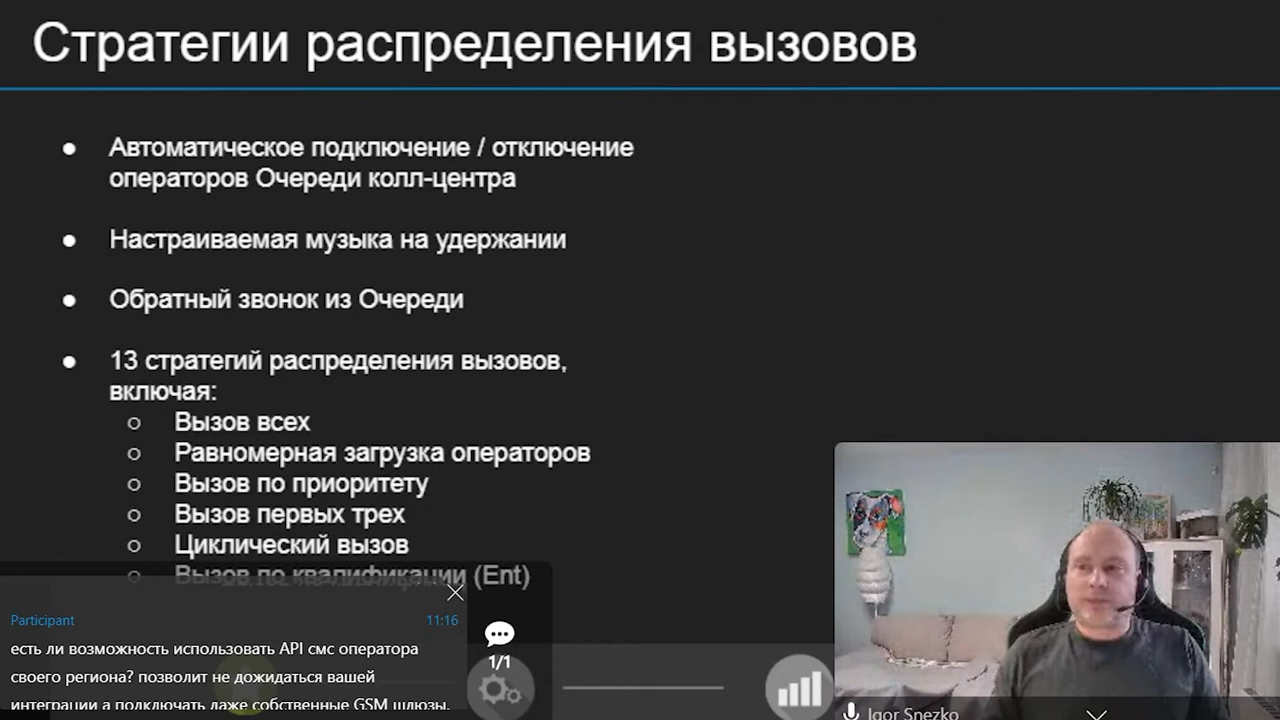 Стратегии распределения вызовов
● Автоматическое подключение / отключение
операторов Очереди колл-центра
● Настраиваемая музыка на удержании
● Обратный звонок из Очереди
● 13 стратегий распределения вызовов,
включая:
○ Вызов всех
○ Равномерная загрузка операторов
○ Вызов по приоритету
○ Вызов первых трех
○ Циклический вызов
○ Вызов по квалификации (Ent)
Participant 11:16
есть ли возможность использовать API смс оператора
своего региона? позволит не дожидаться вашей
интеграции а подключать даже собственные GSM шлюзы.
1/1
Igor Snezko